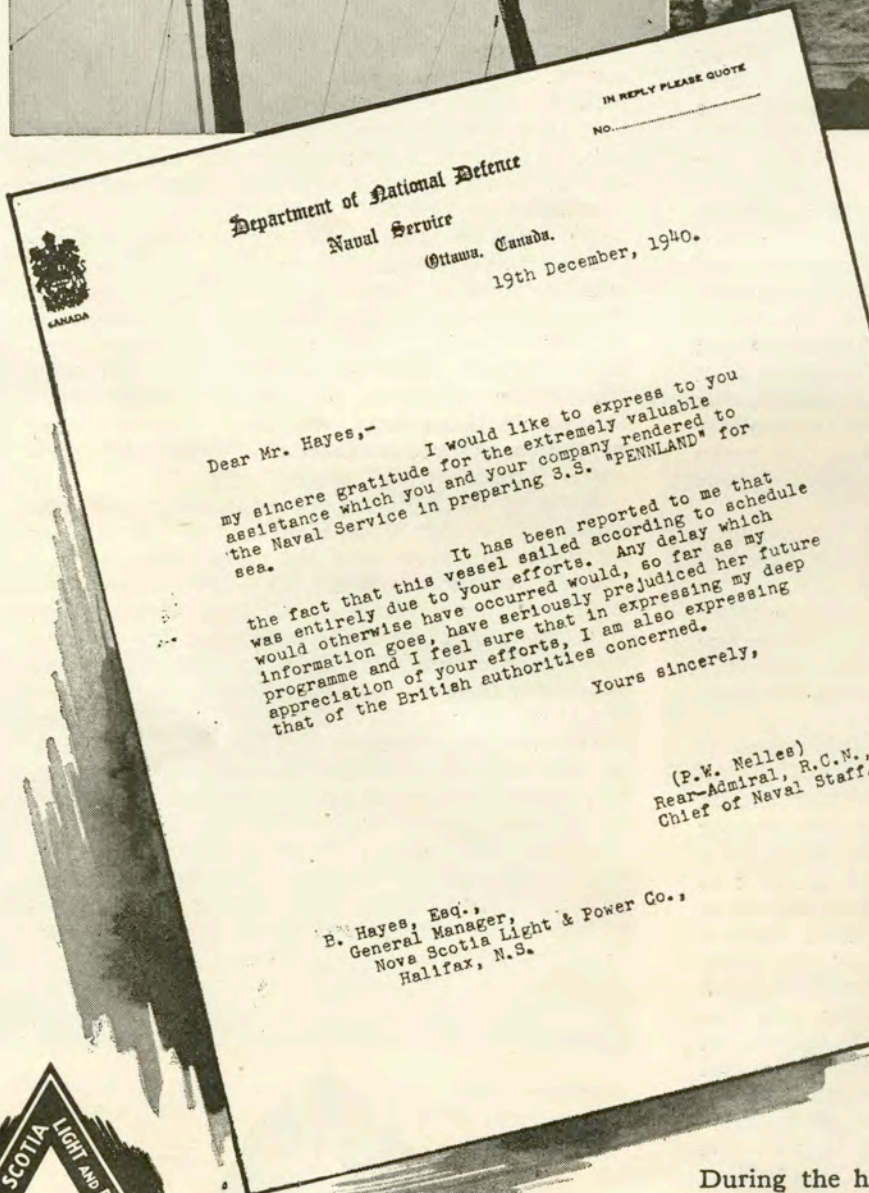 IN REPLY PLEASE QUOTE
NO.
Department of National Defence
Naval Service
Ottawa, Canada.
19th December, 1940.
CANADA
Dear Mr. Hayes,-
I would like to express to you
my sincere gratitude for the extremely valuable
assistance which you and your company rendered to
the Naval Service in preparing S.S. "PENNLAND" for
sea.
It has been reported to me that
the fact that this vessel sailed according to schedule
was entirely due to your efforts. Any delay which
would otherwise have occurred would, so far as my
information goes, have seriously prejudiced her future
programme and I feel sure that in expressing my deep
appreciation of your efforts, I am also expressing
that of the British authorities concerned.
Yours sincerely,
(P.W. Nelles)
Rear-Admiral, R.C.N.,
Chief of Naval Staff.
B. Hayes, Esq.,
General Manager,
Nova Scotia Light & Power Co.,
Halifax, N.S.
SCOTIA
LIGHT AND
During the